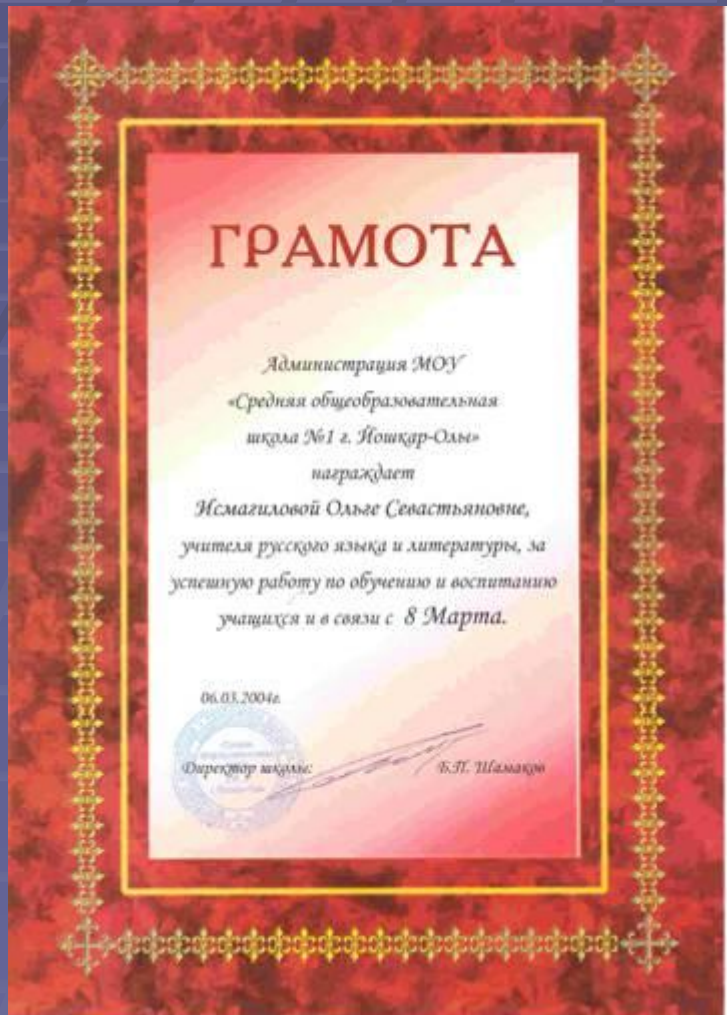 ГРАМОТА
Администрация МОУ
«Средняя общеобразовательная
школа №1 г. Йошкар-Олы»
награждает
Исмагиловой Ольге Севастьяновне,
учителя русского языка и литературы, за
успешную работу по обучению и воспитанию
учащихся и в связи с 8 Марта.
06.03.2004г.
Директор школы: Б.П. Шамаков